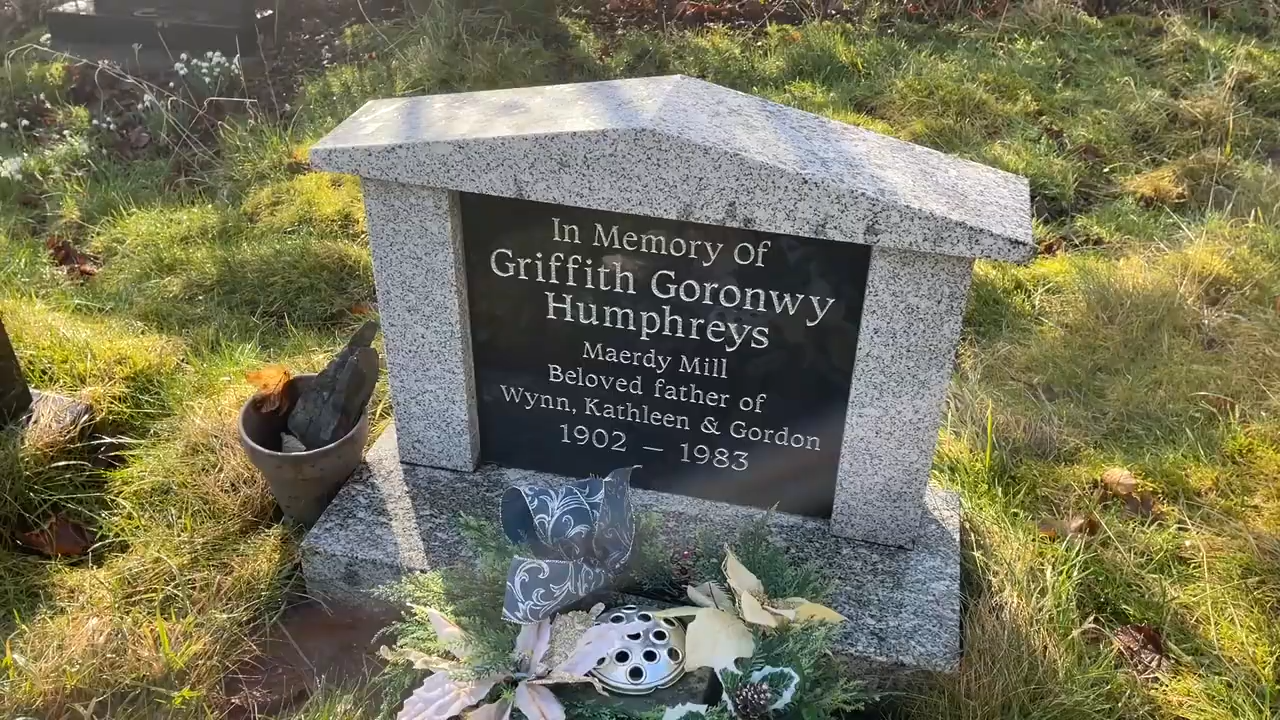 In Memory Of
Griffith Goronwy
Humphreys
Maerdy Mill
Beloved father of
Wynn, Kathleen & Gordon
1902 – 1983